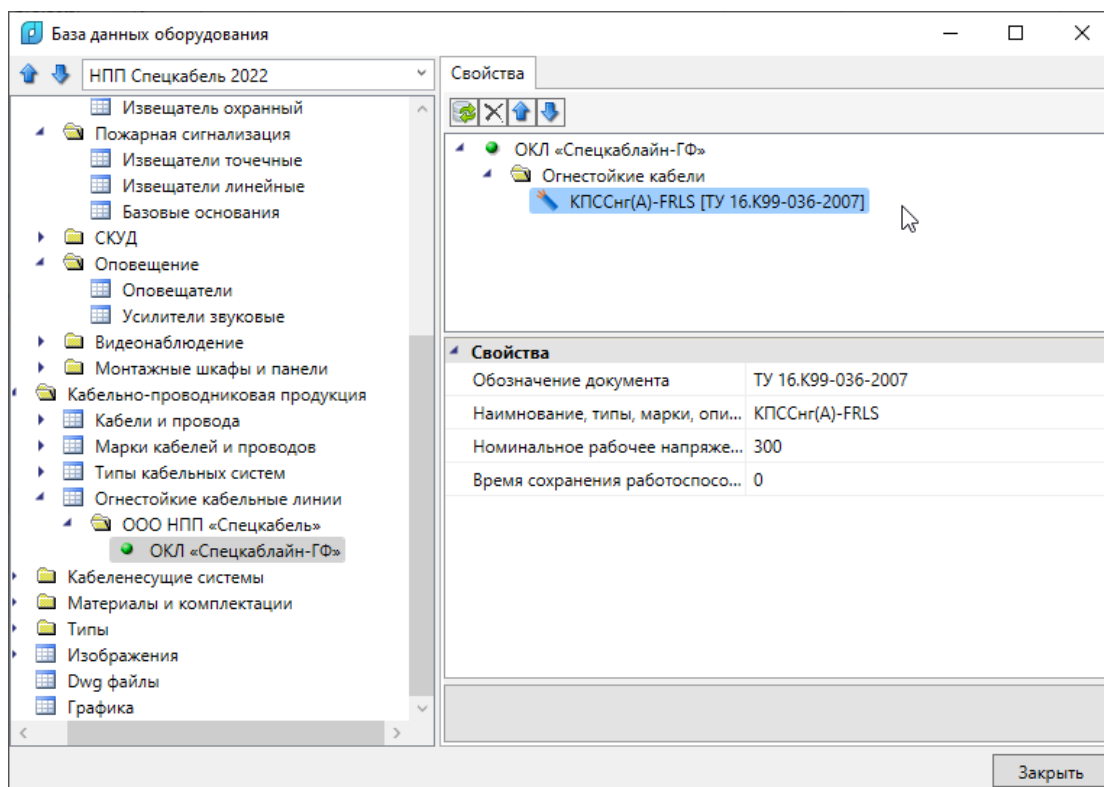 База данных оборудования
НПП Спецкабель 2022
Извещатель охранный
Пожарная сигнализация
Извещатели точечные
Извещатели линейные
Базовые основания
СКУД
Оповещение
Оповещатели
Усилители звуковые
Видеонаблюдение
Монтажные шкафы и панели
Кабельно-проводниковая продукция
Кабели и провода
Марки кабелей и проводов
Типы кабельных систем
Огнестойкие кабельные линии
ООО НПП «Спецкабель»
ОКЛ «Спецкаблайн-ГФ»
Кабеленесущие системы
Материалы и комплектации
Типы
Изображения
Dwg файлы
Графика
Свойства
ОКЛ «Спецкаблайн-ГФ»
Огнестойкие кабели
КПССнг(А)-FRLS [ТУ 16.К99-036-2007]
Свойства
Обозначение документа ТУ 16.К99-036-2007
Наимнование, типы, марки, опи... КПССнг(А)-FRLS
Номинальное рабочее напряже... 300
Время сохранения работоспосо... 0
Закрыть